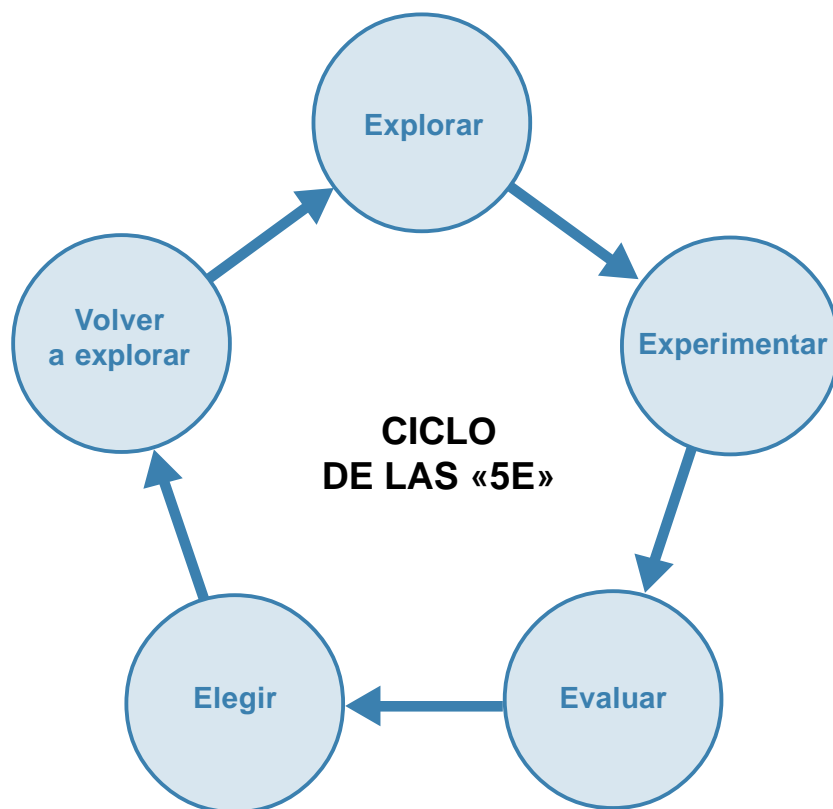 Explorar
Experimentar
Evaluar
Elegir
Volver
a explorar
CICLO
DE LAS «5E»